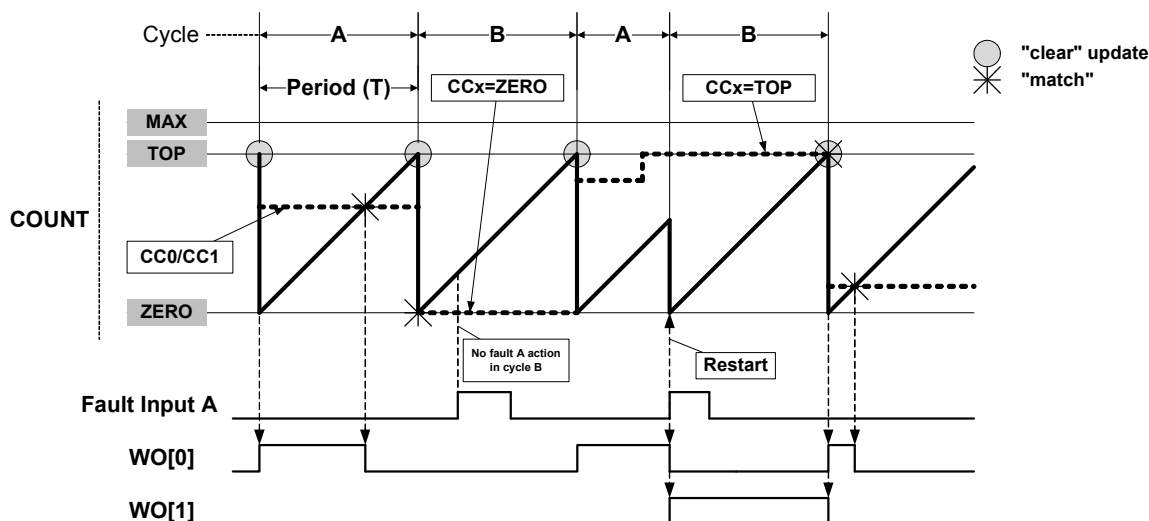 Cycle
A
B
A
B
"clear" update
"match"
Period (T)
CCx=ZERO
CCx=TOP
MAX
TOP
COUNT
CC0/CC1
ZERO
No fault A action
in cycle B
Restart
Fault Input A
WO[0]
WO[1]